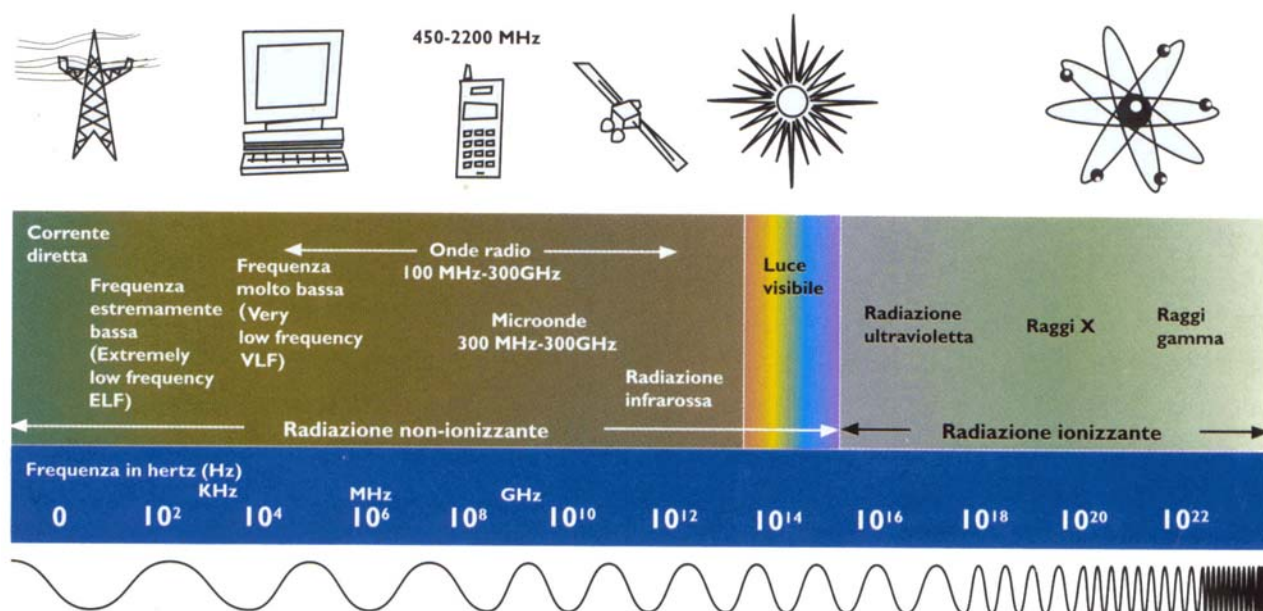 450-2200 MHz
Corrente
diretta
Frequenza
estremamente
bassa
(Extremely
low frequency
ELF)
Frequenza
molto bassa
(Very
low frequency
VLF)
Onde radio
100 MHz-300GHz
Microonde
300 MHz-300GHz
Radiazione
infrarossa
Luce
visibile
Radiazione
ultravioletta
Raggi X
Raggi
gamma
Radiazione non-ionizzante
Radiazione ionizzante
Frequenza in hertz (Hz)
KHz MHz GHz
0 10² 10⁴ 10⁶ 10⁸ 10¹⁰ 10¹² 10¹⁴ 10¹⁶ 10¹⁸ 10²⁰ 10²²